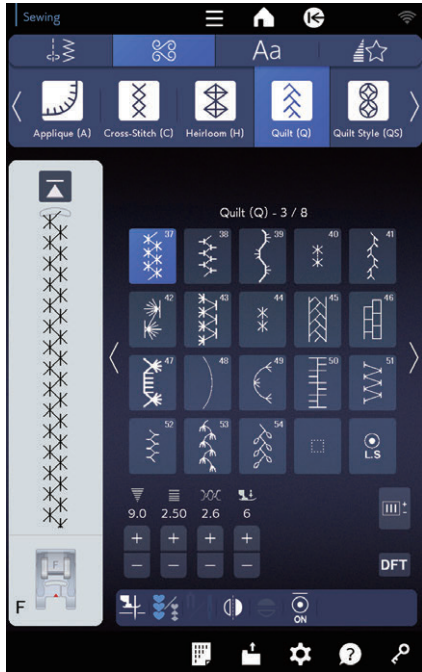 Sewing
Aa
Applique (A) Cross-Stitch (C) Heirloom (H) Quilt (Q) Quilt Style (QS)
Quilt (Q) - 3 / 8
37 38 39 40 41
42 43 44 45 46
47 48 49 50 51
52 53 54 L.S
9.0 2.50 2.6 6
+ + + +
− − − −
DFT
F
F
ON
?